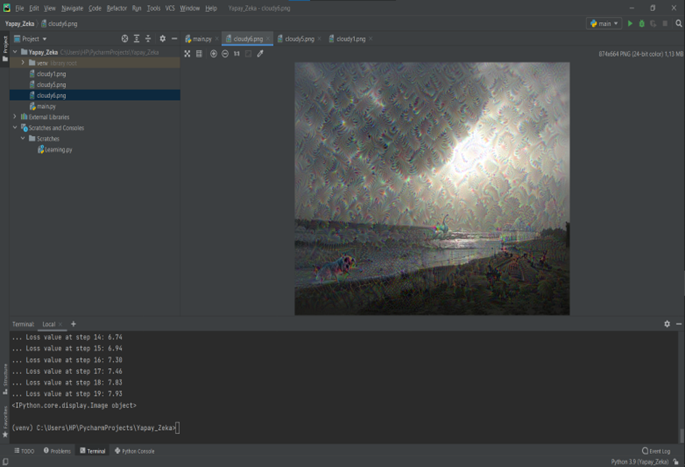 File Edit View Navigate Code Refactor Run Tools VCS Window Help Yapay_Zeka - cloudy6.png
Yapay_Zeka cloudy6.png
main
Project
main.py cloudy6.png cloudy5.png cloudy1.png
Yapay_Zeka C:\Users\HP\PycharmProjects\Yapay_Zeka
venv library root
cloudy1.png
cloudy5.png
cloudy6.png
main.py
External Libraries
Scratches and Consoles
Scratches
Learning.py
1:1
674x664 PNG (24-bit color) 1,13 MB
Project
Structure
Favorites
Terminal: Local +
... Loss value at step 14: 6.74
... Loss value at step 15: 6.94
... Loss value at step 16: 7.30
... Loss value at step 17: 7.46
... Loss value at step 18: 7.83
... Loss value at step 19: 7.93
<IPython.core.display.Image object>
(venv) C:\Users\HP\PycharmProjects\Yapay_Zeka>
TODO Problems Terminal Python Console Event Log
Python 3.9 (Yapay_Zeka)